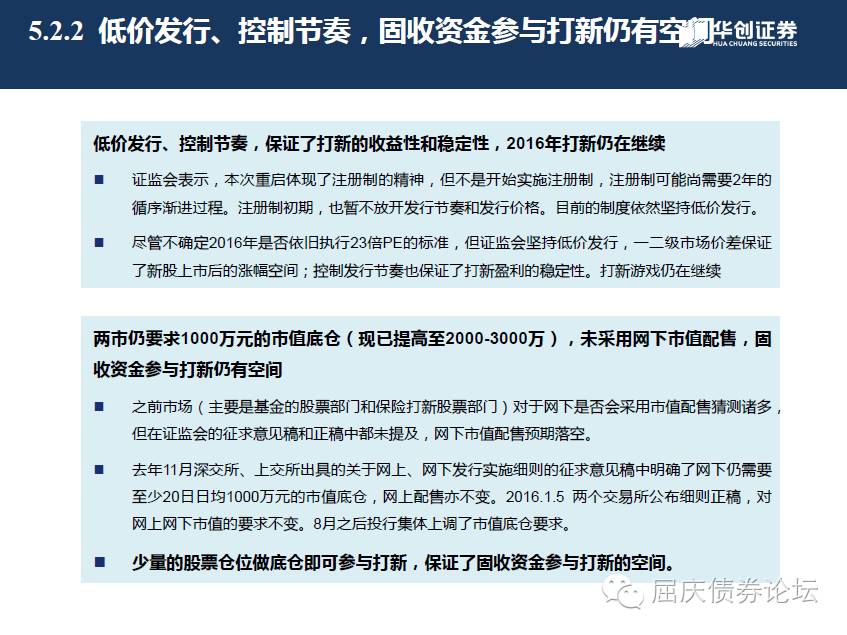 5.2.2 低价发行、控制节奏，固收资金参与打新仍有空间
华创证券
HUA CHUANG SECURITIES
低价发行、控制节奏，保证了打新的收益性和稳定性，2016年打新仍在继续
证监会表示，本次重启体现了注册制的精神，但不是开始实施注册制，注册制可能尚需要2年的
循序渐进过程。注册制初期，也暂不放开发行节奏和发行价格。目前的制度依然坚持低价发行。
尽管不确定2016年是否依旧执行23倍PE的标准，但证监会坚持低价发行，一二级市场价差保证
了新股上市后的涨幅空间；控制发行节奏也保证了打新盈利的稳定性。打新游戏仍在继续
两市仍要求1000万元的市值底仓（现已提高至2000-3000万），未采用网下市值配售，固
收资金参与打新仍有空间
之前市场（主要是基金的股票部门和保险打新股票部门）对于网下是否会采用市值配售猜测诸多，
但在证监会的征求意见稿和正稿中都未提及，网下市值配售预期落空。
去年11月深交所、上交所出具的关于网上、网下发行实施细则的征求意见稿中明确了网下仍需要
至少20日日均1000万元的市值底仓，网上配售亦不变。2016.1.5 两个交易所公布细则正稿，对
网上网下市值的要求不变。8月之后投行集体上调了市值底仓要求。
少量的股票仓位做底仓即可参与打新，保证了固收资金参与打新的空间。
屈庆债券论坛